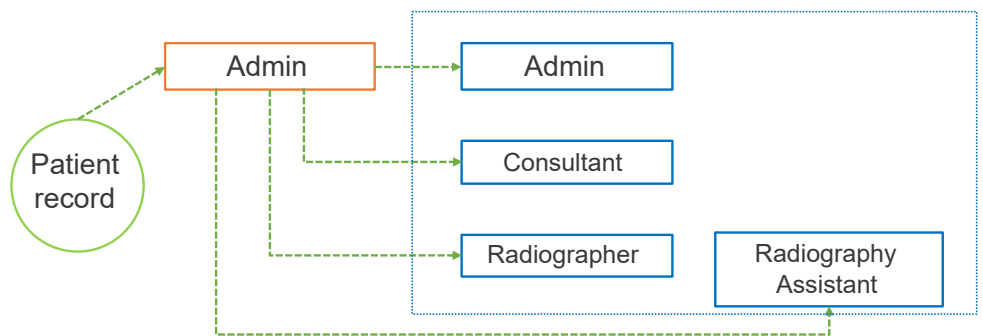 Admin
Admin
Patient
record
Consultant
Radiographer
Radiography
Assistant